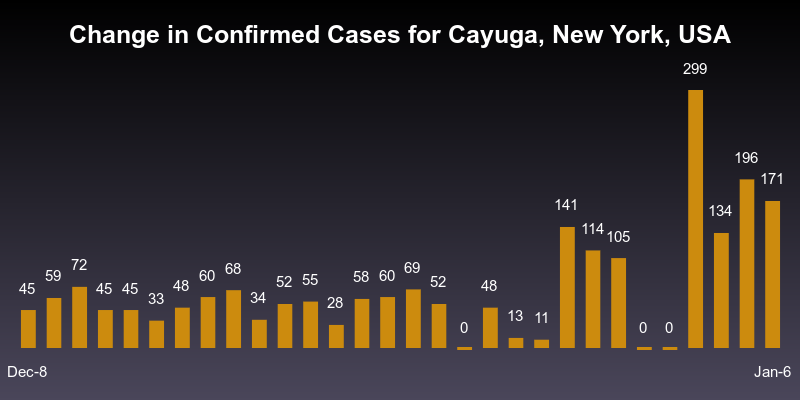 Change in Confirmed Cases for Cayuga, New York, USA
45 59 72 45 45 33 48 60 68 34 52 55 28 58 60 69 52 0 48 13 11 141 114 105 0 0 299 134 196 171
Dec-8 Jan-6